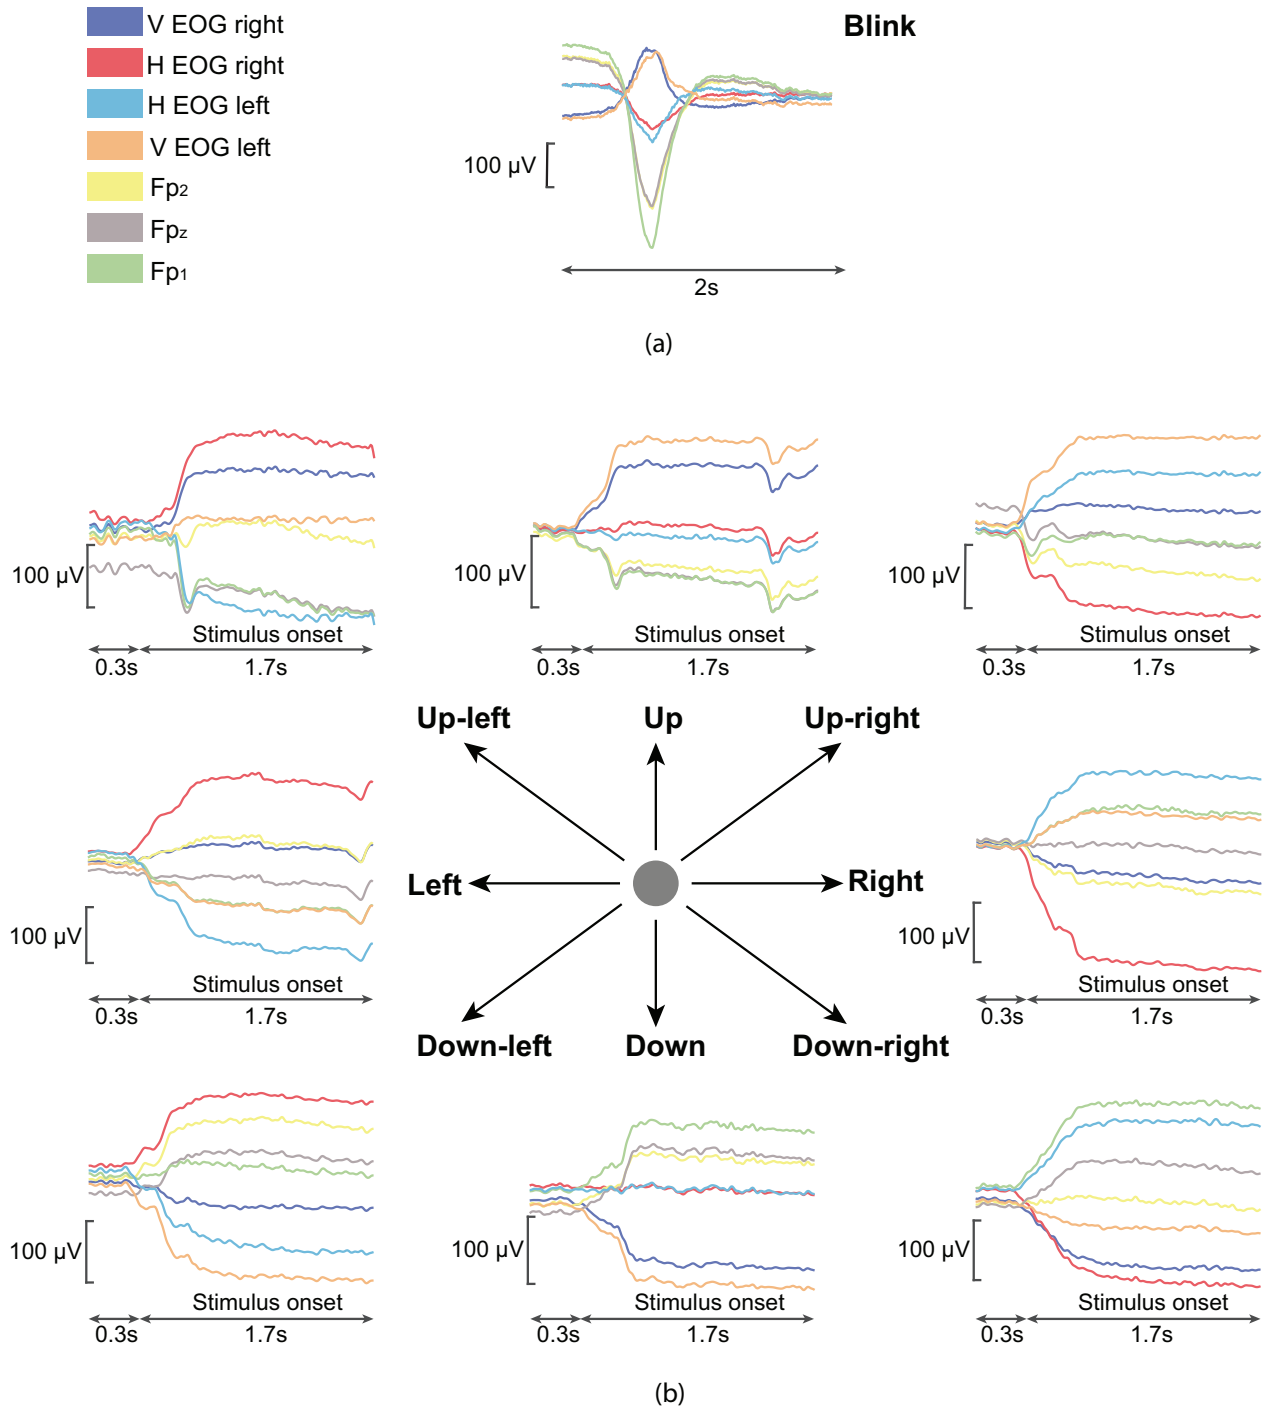 V EOG right
H EOG right
H EOG left
V EOG left
Fp2
Fpz
Fp1
Blink
100 µV
2s
(a)
100 µV
Stimulus onset
0.3s 1.7s
100 µV
Stimulus onset
0.3s 1.7s
100 µV
Stimulus onset
0.3s 1.7s
Up-left Up Up-right
Left Right
Down-left Down Down-right
100 µV
Stimulus onset
0.3s 1.7s
100 µV
Stimulus onset
0.3s 1.7s
100 µV
Stimulus onset
0.3s 1.7s
100 µV
Stimulus onset
0.3s 1.7s
100 µV
Stimulus onset
0.3s 1.7s
(b)